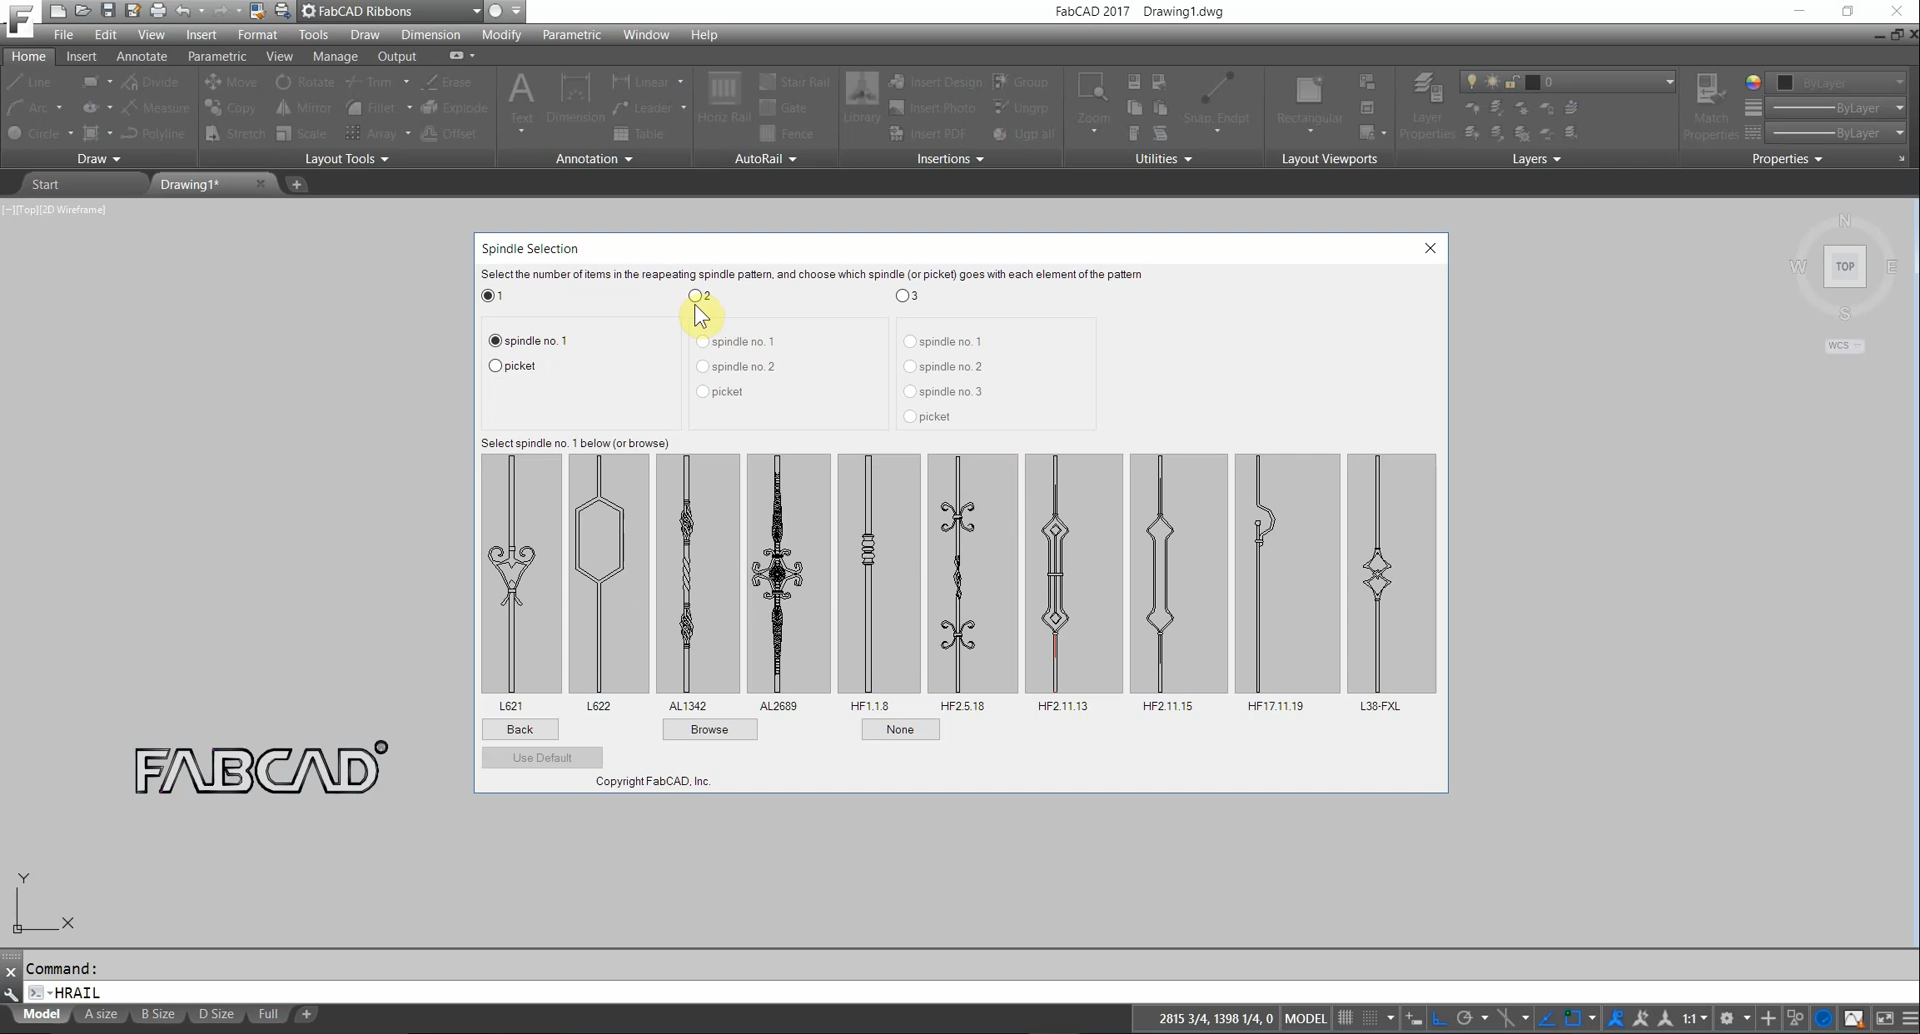 FabCAD Ribbons
FabCAD 2017 Drawing1.dwg
File Edit View Insert Format Tools Draw Dimension Modify Parametric Window Help
Home Insert Annotate Parametric View Manage Output
Line Divide Move Rotate Trim Erase Linear Stair Rail Insert Design Group 0 ByLayer
Arc Measure Copy Mirror Fillet Explode Leader Gate Insert Photo Ungrp ByLayer
Circle Polyline Stretch Scale Array Offset Table Fence Insert PDF Ugp all ByLayer
Text Dimension Horiz Rail Library Zoom Snap, Endpt Rectangular Layer Properties Match Properties
Draw Layout Tools Annotation AutoRail Insertions Utilities Layout Viewports Layers Properties
Start Drawing1*
[−][Top][2D Wireframe]
N
W TOP E
S
WCS
Spindle Selection
Select the number of items in the reapeating spindle pattern, and choose which spindle (or picket) goes with each element of the pattern
1 2 3
spindle no. 1 spindle no. 1 spindle no. 1
picket spindle no. 2 spindle no. 2
picket spindle no. 3
picket
Select spindle no. 1 below (or browse)
L621 L622 AL1342 AL2689 HF1.1.8 HF2.5.18 HF2.11.13 HF2.11.15 HF17.11.19 L38-FXL
Back Browse None
Use Default
Copyright FabCAD, Inc.
FABCAD
Y
X
Command:
HRAIL
Model A size B Size D Size Full
2815 3/4, 1398 1/4, 0 MODEL 1:1